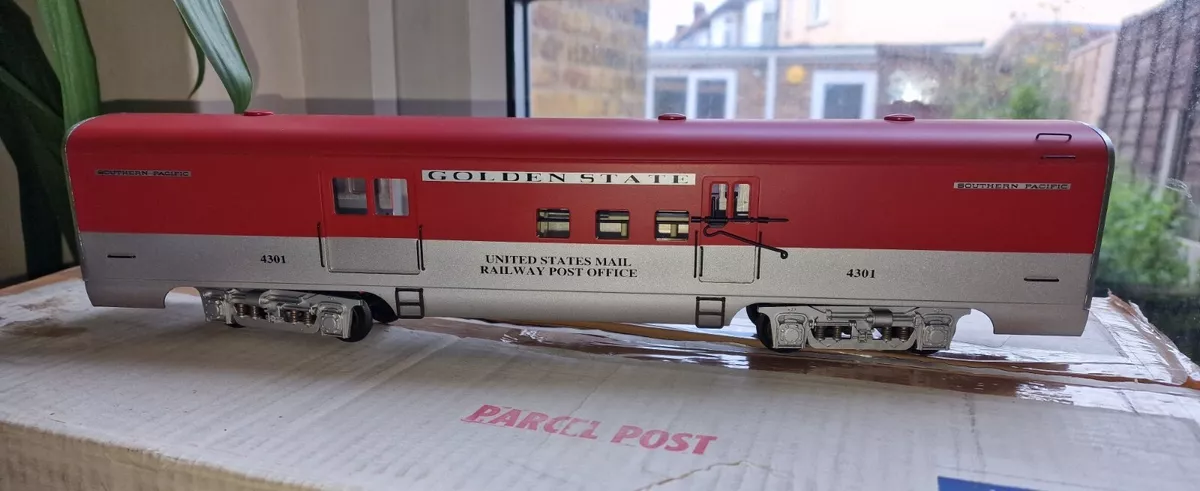 GOLDEN STATE
SOUTHERN PACIFIC
SOUTHERN PACIFIC
4301
UNITED STATES MAIL
RAILWAY POST OFFICE
4301
PARCEL POST